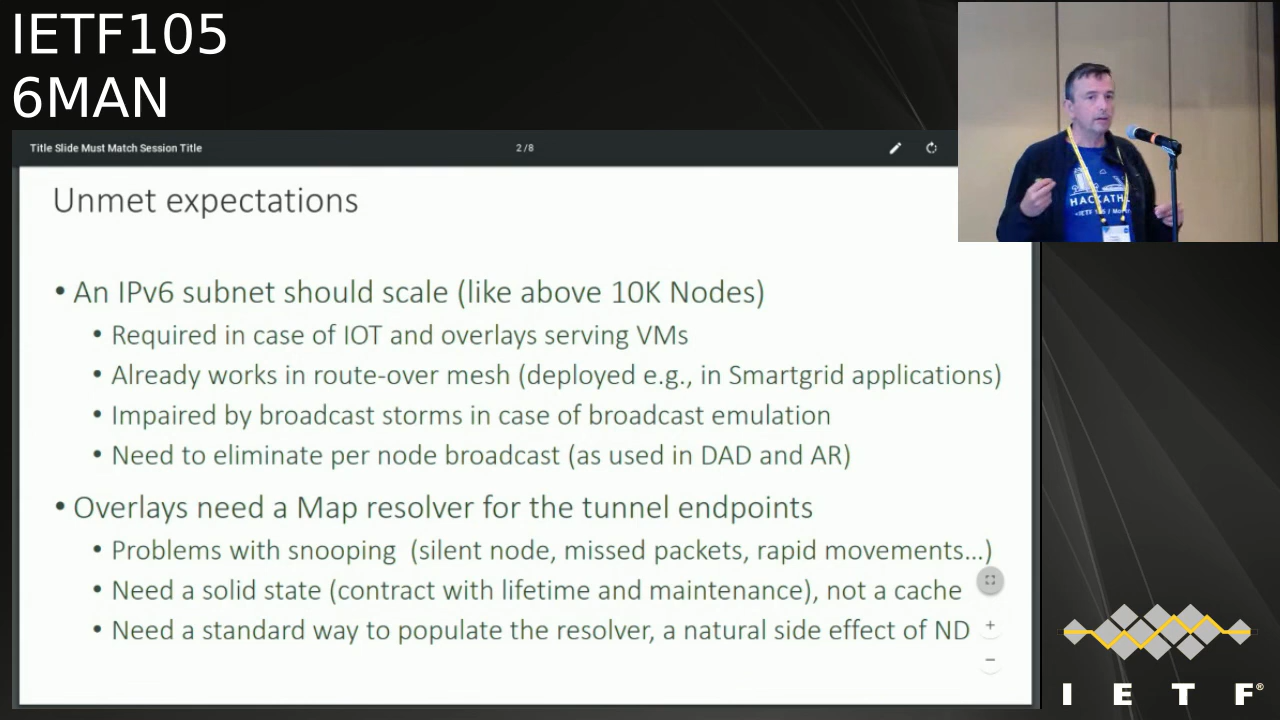 IETF105
6MAN
Title Slide Must Match Session Title
2/8
Unmet expectations
• An IPv6 subnet should scale (like above 10K Nodes)
• Required in case of IOT and overlays serving VMs
• Already works in route-over mesh (deployed e.g., in Smartgrid applications)
• Impaired by broadcast storms in case of broadcast emulation
• Need to eliminate per node broadcast (as used in DAD and AR)
• Overlays need a Map resolver for the tunnel endpoints
• Problems with snooping (silent node, missed packets, rapid movements...)
• Need a solid state (contract with lifetime and maintenance), not a cache
• Need a standard way to populate the resolver, a natural side effect of ND
HACKATH
IETF 105 /
I E T F®